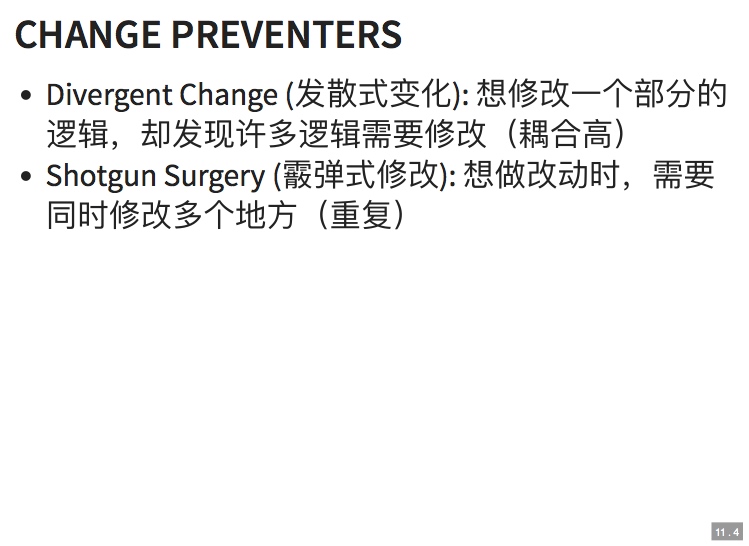 CHANGE PREVENTERS
Divergent Change (发散式变化): 想修改一个部分的
逻辑，却发现许多逻辑需要修改（耦合高）
Shotgun Surgery (霰弹式修改): 想做改动时，需要
同时修改多个地方（重复）
11.4